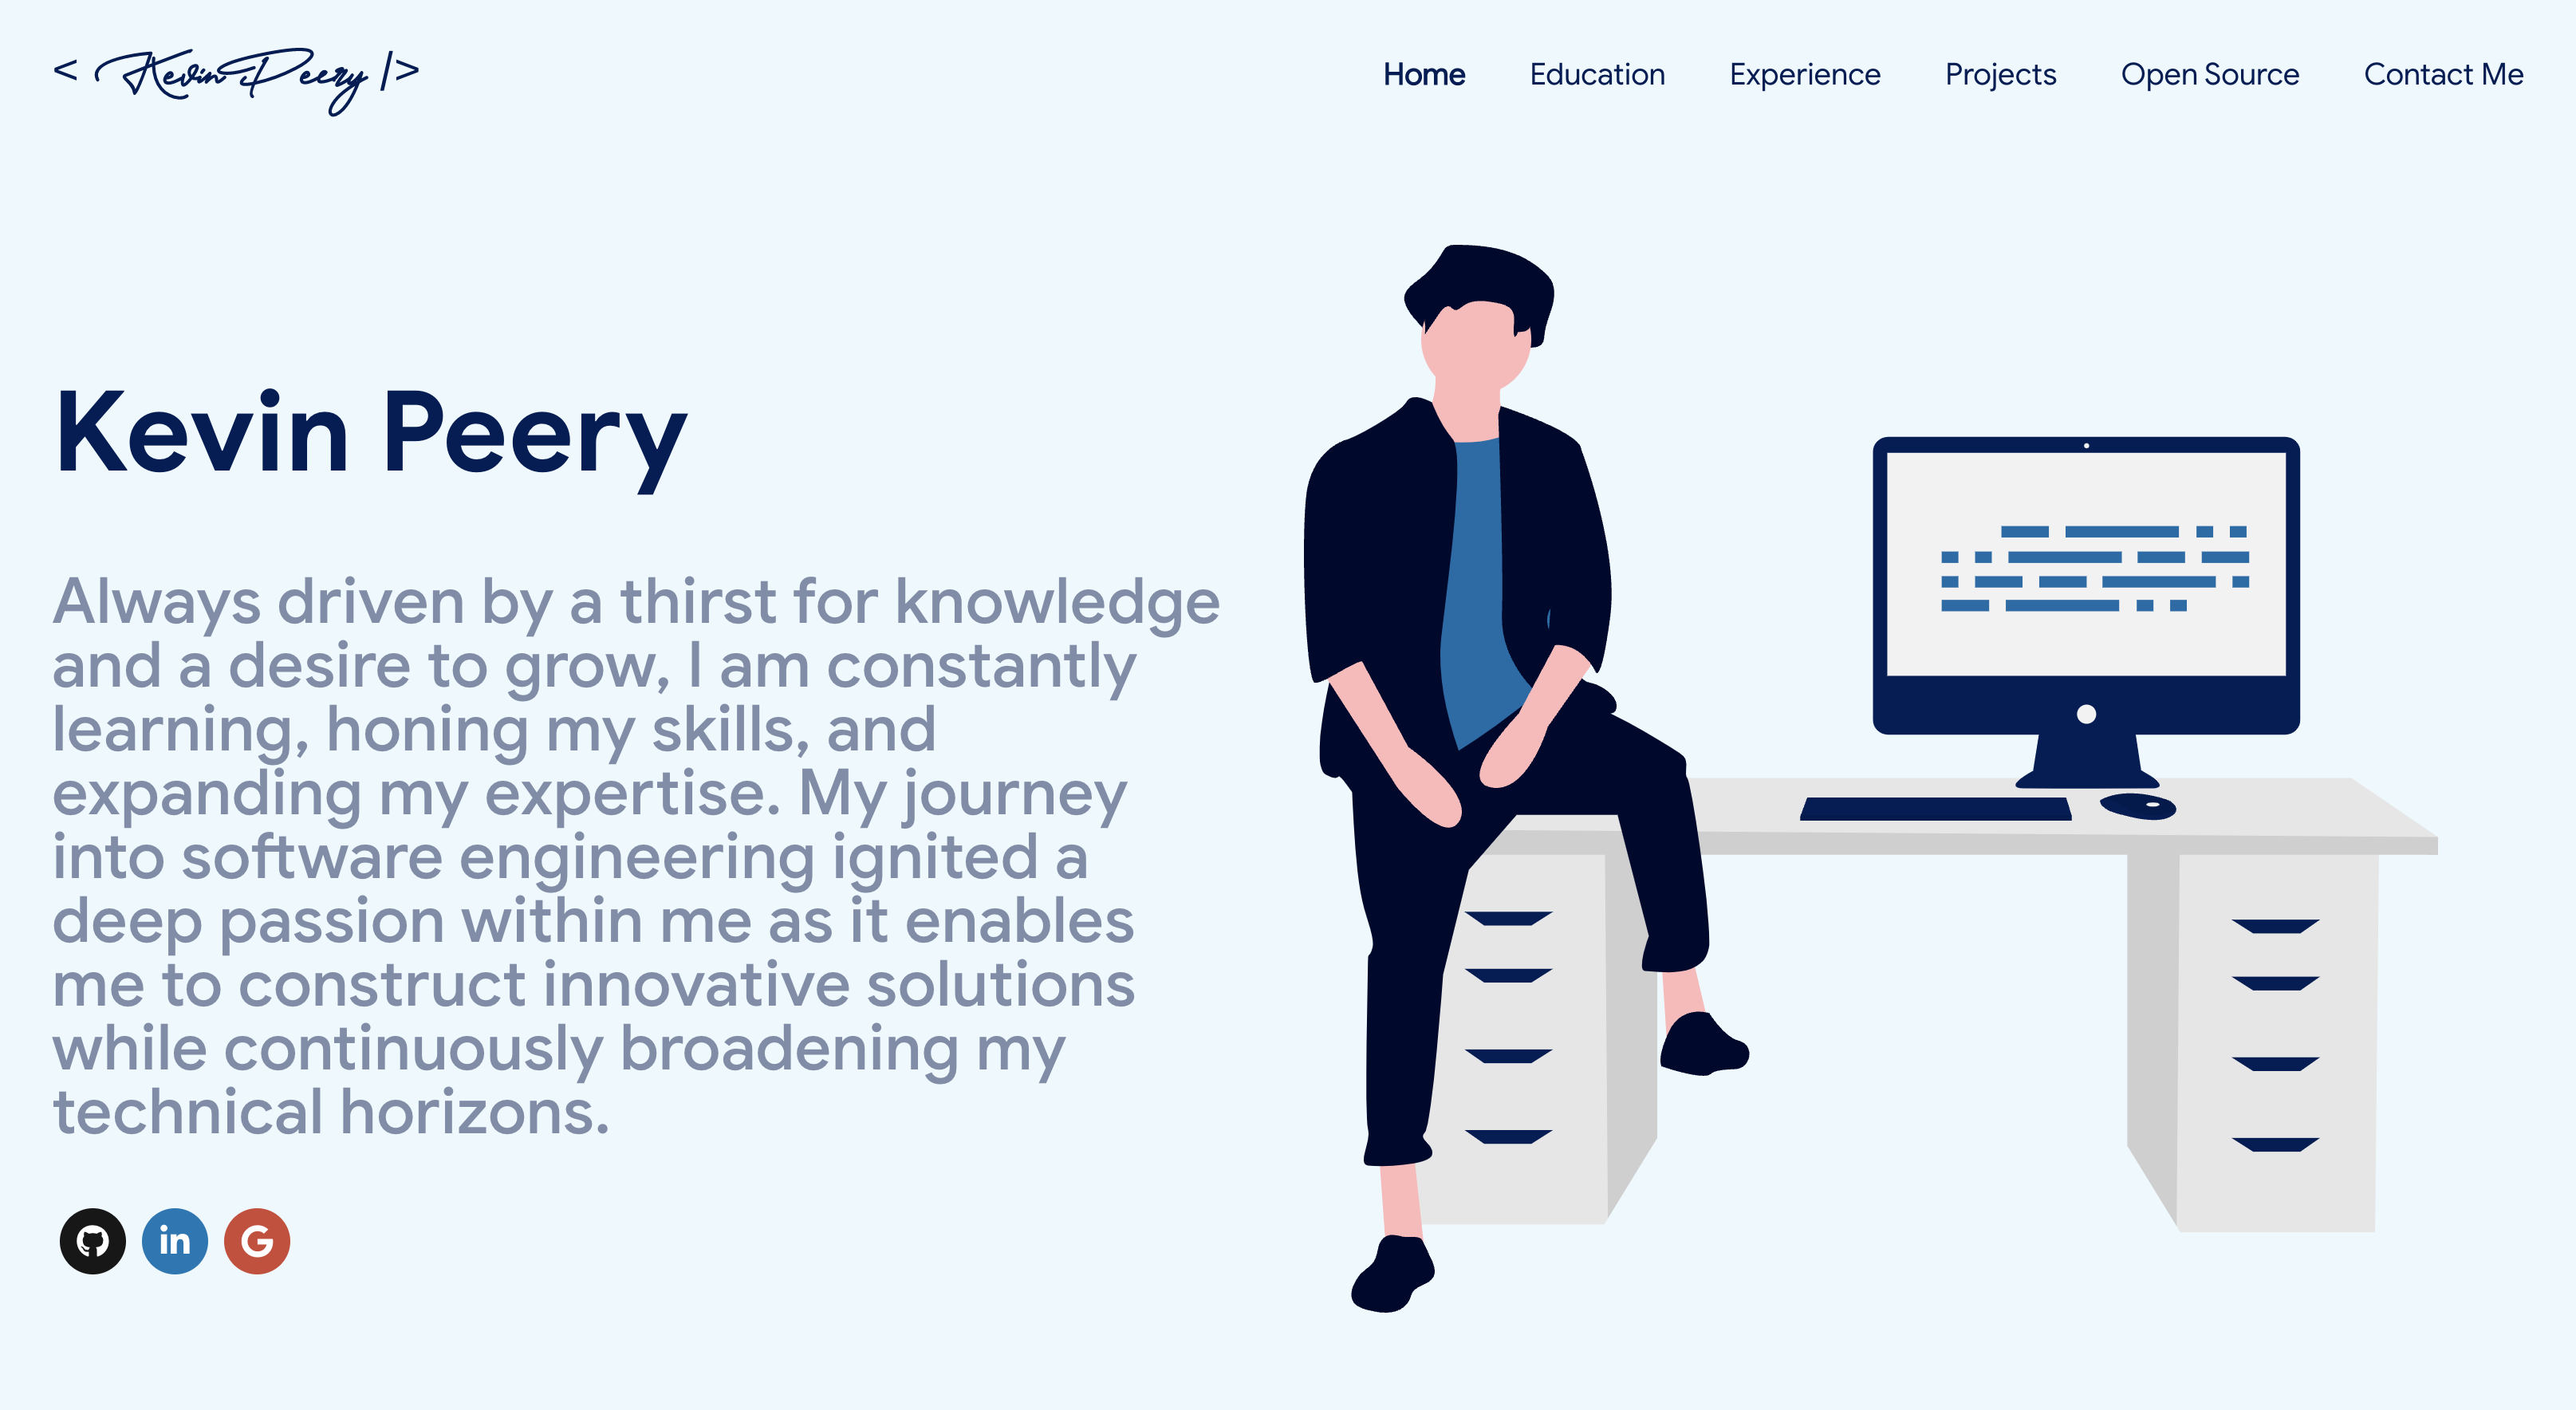 < Kevin Peery />
Home Education Experience Projects Open Source Contact Me
Kevin Peery
Always driven by a thirst for knowledge
and a desire to grow, I am constantly
learning, honing my skills, and
expanding my expertise. My journey
into software engineering ignited a
deep passion within me as it enables
me to construct innovative solutions
while continuously broadening my
technical horizons.
in G